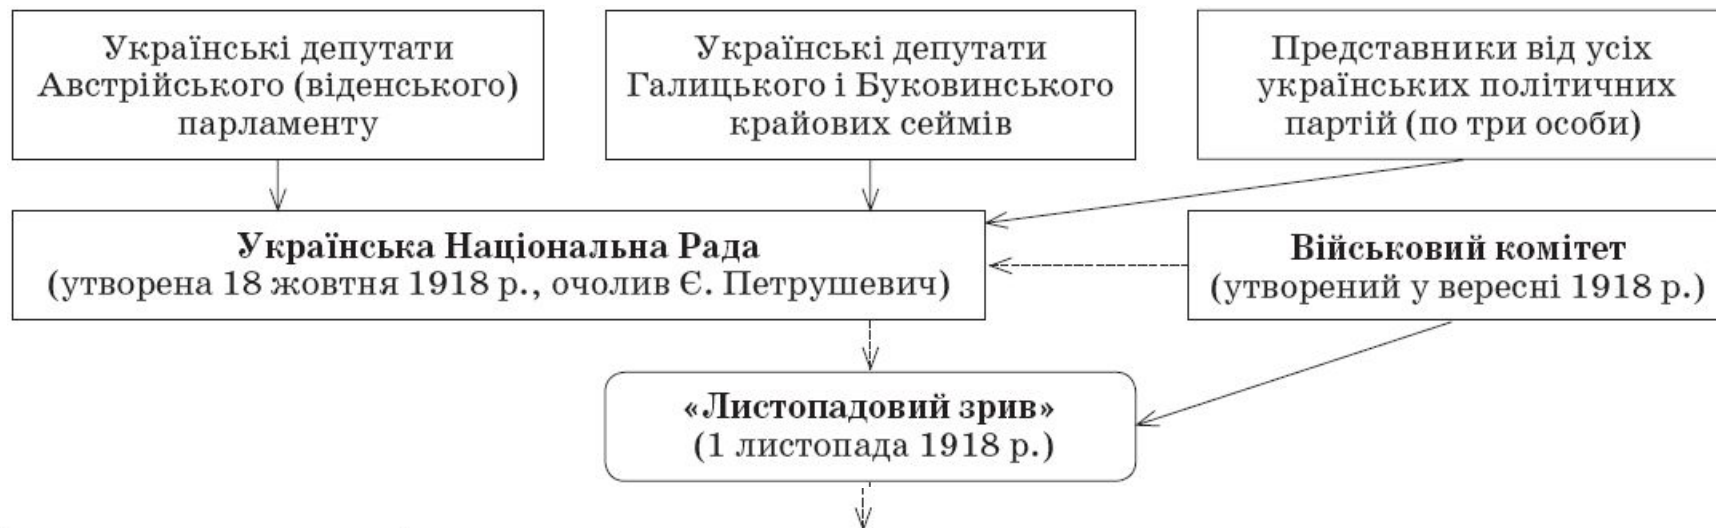 Українські депутати
Австрійського (віденського)
парламенту
Українські депутати
Галицького і Буковинського
крайових сеймів
Представники від усіх
українських політичних
партій (по три особи)
Українська Національна Рада
(утворена 18 жовтня 1918 р., очолив Є. Петрушевич)
Військовий комітет
(утворений у вересні 1918 р.)
«Листопадовий зрив»
(1 листопада 1918 р.)